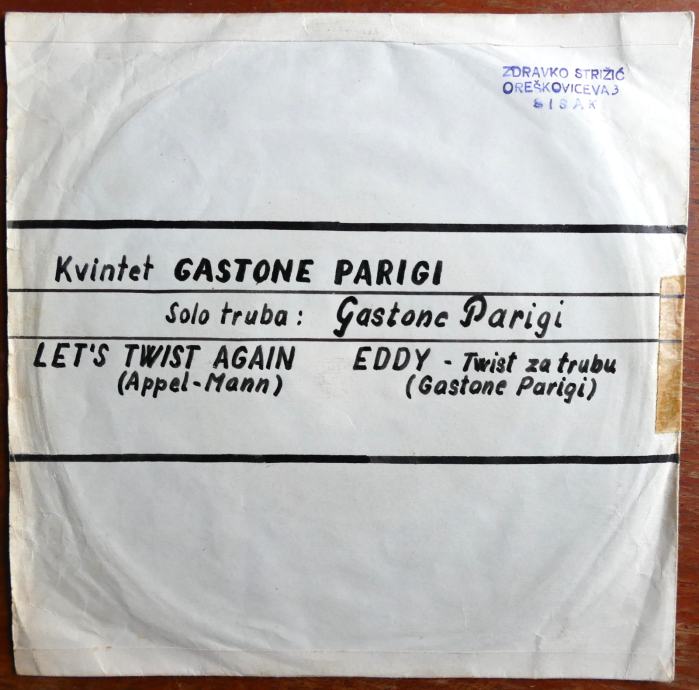 ZDRAVKO STRIŽIĆ
OREŠKOVIĆEVA 3
SISAK
Kvintet GASTONE PARIGI
Solo truba: Gastone Parigi
LET'S TWIST AGAIN
(Appel-Mann)
EDDY - Twist za trubu
(Gastone Parigi)